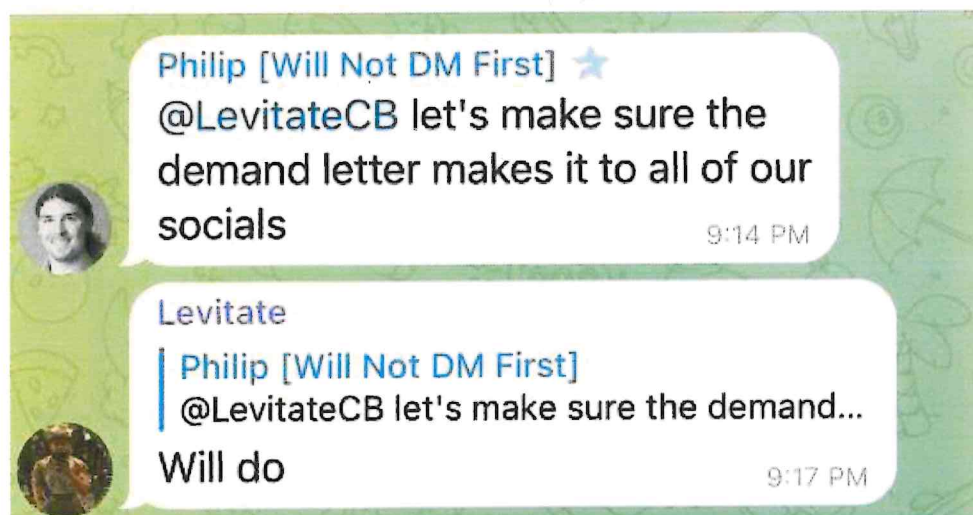 Philip [Will Not DM First]
@LevitateCB let's make sure the
demand letter makes it to all of our
socials
9:14 PM
Levitate
Philip [Will Not DM First]
@LevitateCB let's make sure the demand...
Will do
9:17 PM